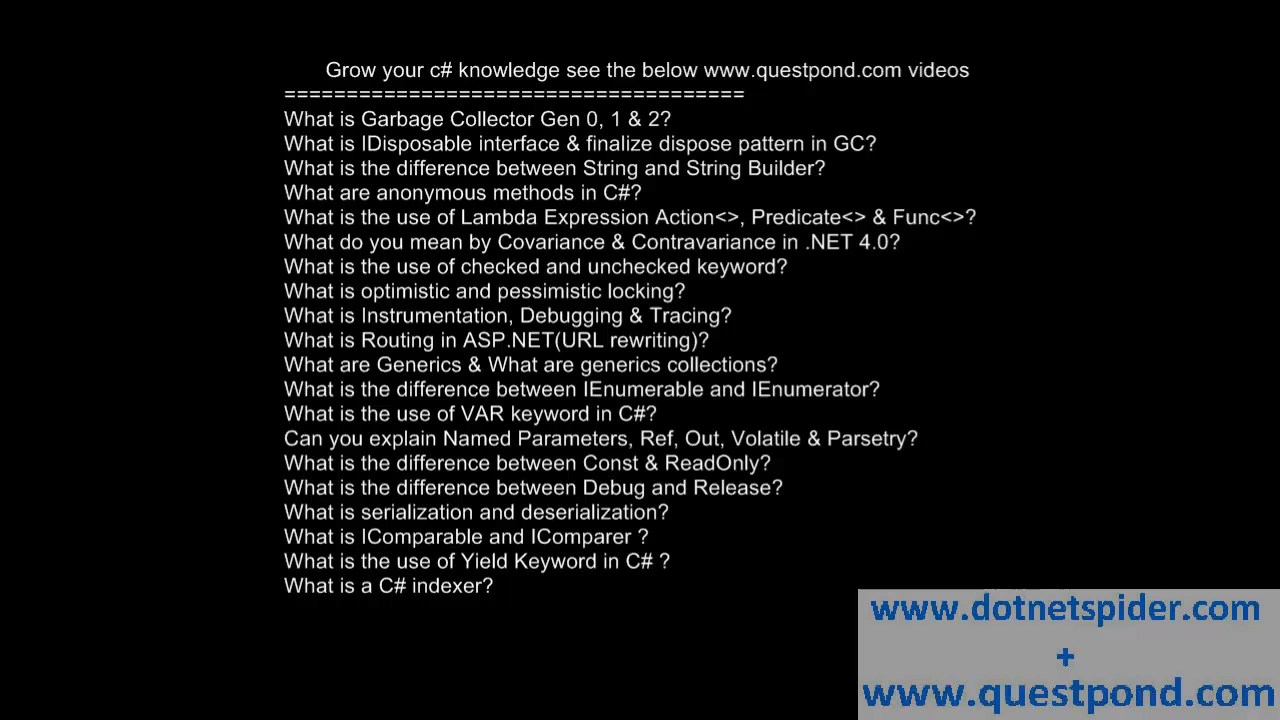 Grow your c# knowledge see the below www.questpond.com videos
=====================================
What is Garbage Collector Gen 0, 1 & 2?
What is IDisposable interface & finalize dispose pattern in GC?
What is the difference between String and String Builder?
What are anonymous methods in C#?
What is the use of Lambda Expression Action<>, Predicate<> & Func<>?
What do you mean by Covariance & Contravariance in .NET 4.0?
What is the use of checked and unchecked keyword?
What is optimistic and pessimistic locking?
What is Instrumentation, Debugging & Tracing?
What is Routing in ASP.NET(URL rewriting)?
What are Generics & What are generics collections?
What is the difference between IEnumerable and IEnumerator?
What is the use of VAR keyword in C#?
Can you explain Named Parameters, Ref, Out, Volatile & Parsetry?
What is the difference between Const & ReadOnly?
What is the difference between Debug and Release?
What is serialization and deserialization?
What is IComparable and IComparer ?
What is the use of Yield Keyword in C# ?
What is a C# indexer?
www.dotnetspider.com
+
www.questpond.com